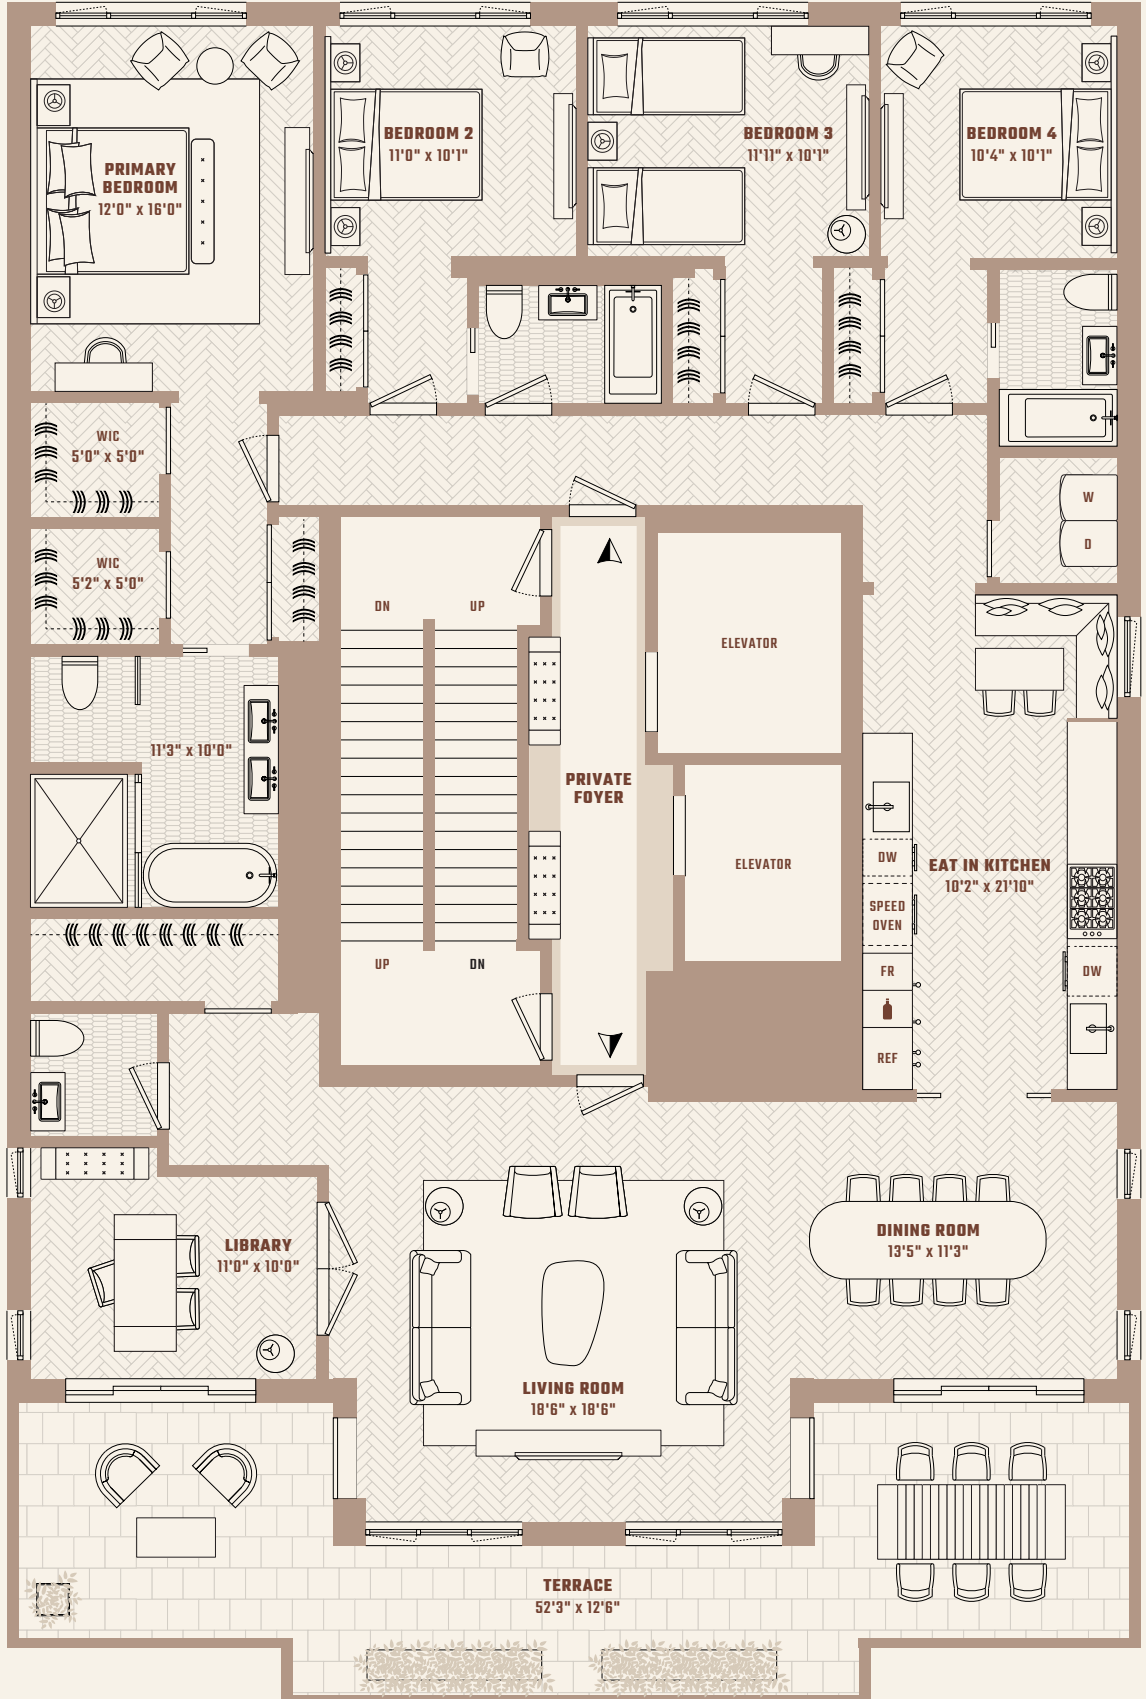 PRIMARY
BEDROOM
12'0" x 16'0"
BEDROOM 2
11'0" x 10'1"
BEDROOM 3
11'11" x 10'1"
BEDROOM 4
10'4" x 10'1"
WIC
5'0" x 5'0"
WIC
5'2" x 5'0"
W
D
DN
UP
ELEVATOR
11'3" x 10'0"
PRIVATE
FOYER
ELEVATOR
DW
SPEED
OVEN
FR
REF
EAT IN KITCHEN
10'2" x 21'10"
DW
UP
DN
LIBRARY
11'0" x 10'0"
DINING ROOM
13'5" x 11'3"
LIVING ROOM
18'6" x 18'6"
TERRACE
52'3" x 12'6"